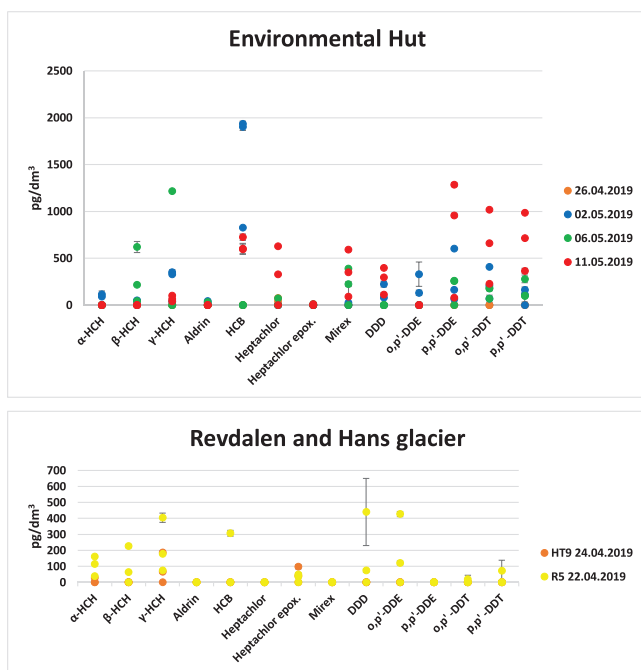 Environmental Hut
pg/dm³
2500
2000
1500
1000
500
0
α-HCH
β-HCH
γ-HCH
Aldrin
HCB
Heptachlor
Heptachlor epox.
Mirex
DDD
o,p'-DDE
p,p'-DDE
o,p'-DDT
p,p'-DDT
26.04.2019
02.05.2019
06.05.2019
11.05.2019
Revdalen and Hans glacier
pg/dm³
700
600
500
400
300
200
100
0
α-HCH
β-HCH
γ-HCH
Aldrin
HCB
Heptachlor
Heptachlor epox.
Mirex
DDD
o,p'-DDE
p,p'-DDE
o,p'-DDT
p,p'-DDT
HT9 24.04.2019
R5 22.04.2019